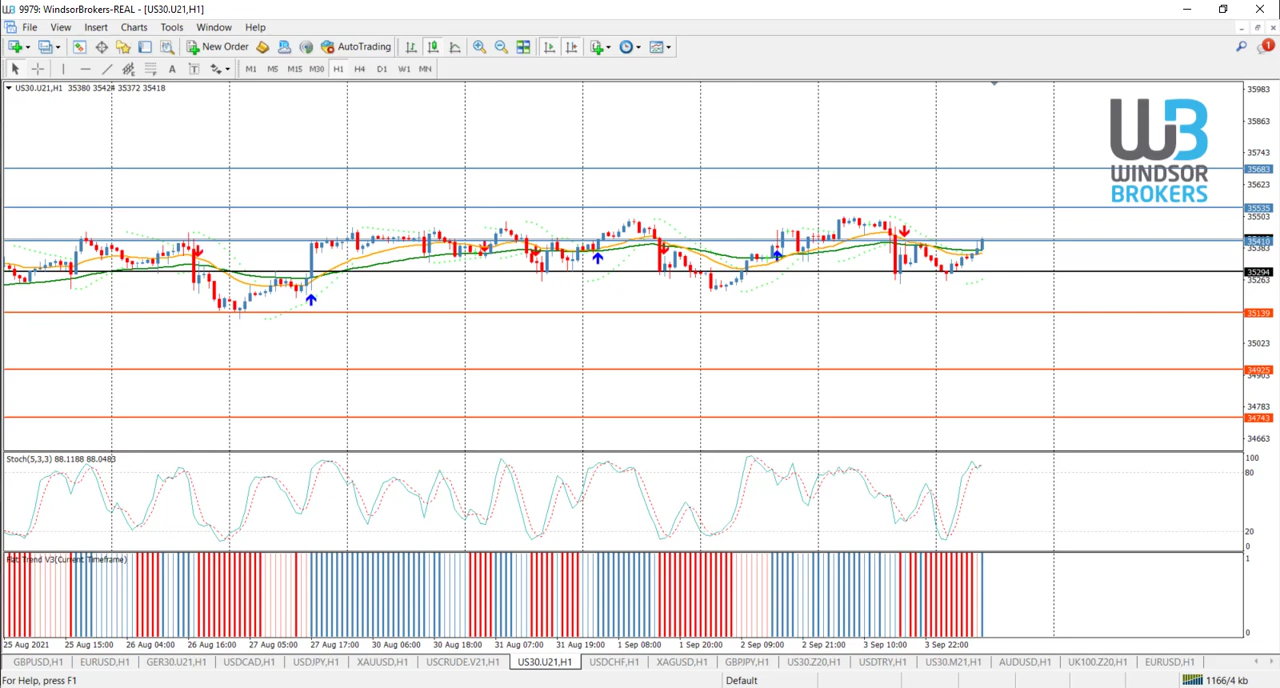 9979: WindsorBrokers-REAL - [US30.U21,H1]
File View Insert Charts Tools Window Help
New Order AutoTrading 1
A T M1 M5 M15 M30 H1 H4 D1 W1 MN
US30.U21,H1 35380 35424 35372 35418
35983
35863
35743
35683
35623
35535
35503
35410
35383
35294
35263
35139
35023
34925
34903
34783
34743
34663
W3
WINDSOR
BROKERS
Stoch(5,3,3) 88.1188 88.0483
100
80
20
0
Flat Trend V3(Current Timeframe)
1
0
25 Aug 2021 25 Aug 15:00 26 Aug 04:00 26 Aug 16:00 27 Aug 05:00 27 Aug 17:00 30 Aug 06:00 30 Aug 18:00 31 Aug 07:00 31 Aug 19:00 1 Sep 08:00 1 Sep 20:00 2 Sep 09:00 2 Sep 21:00 3 Sep 10:00 3 Sep 22:00
GBPUSD,H1 EURUSD,H1 GER30.U21,H1 USDCAD,H1 USDJPY,H1 XAUUSD,H1 USCRUDE.V21,H1 US30.U21,H1 USDCHF,H1 XAGUSD,H1 GBPJPY,H1 US30.Z20,H1 USDTRY,H1 US30.M21,H1 AUDUSD,H1 UK100.Z20,H1 EURUSD,H1
For Help, press F1 Default 1166/4 kb